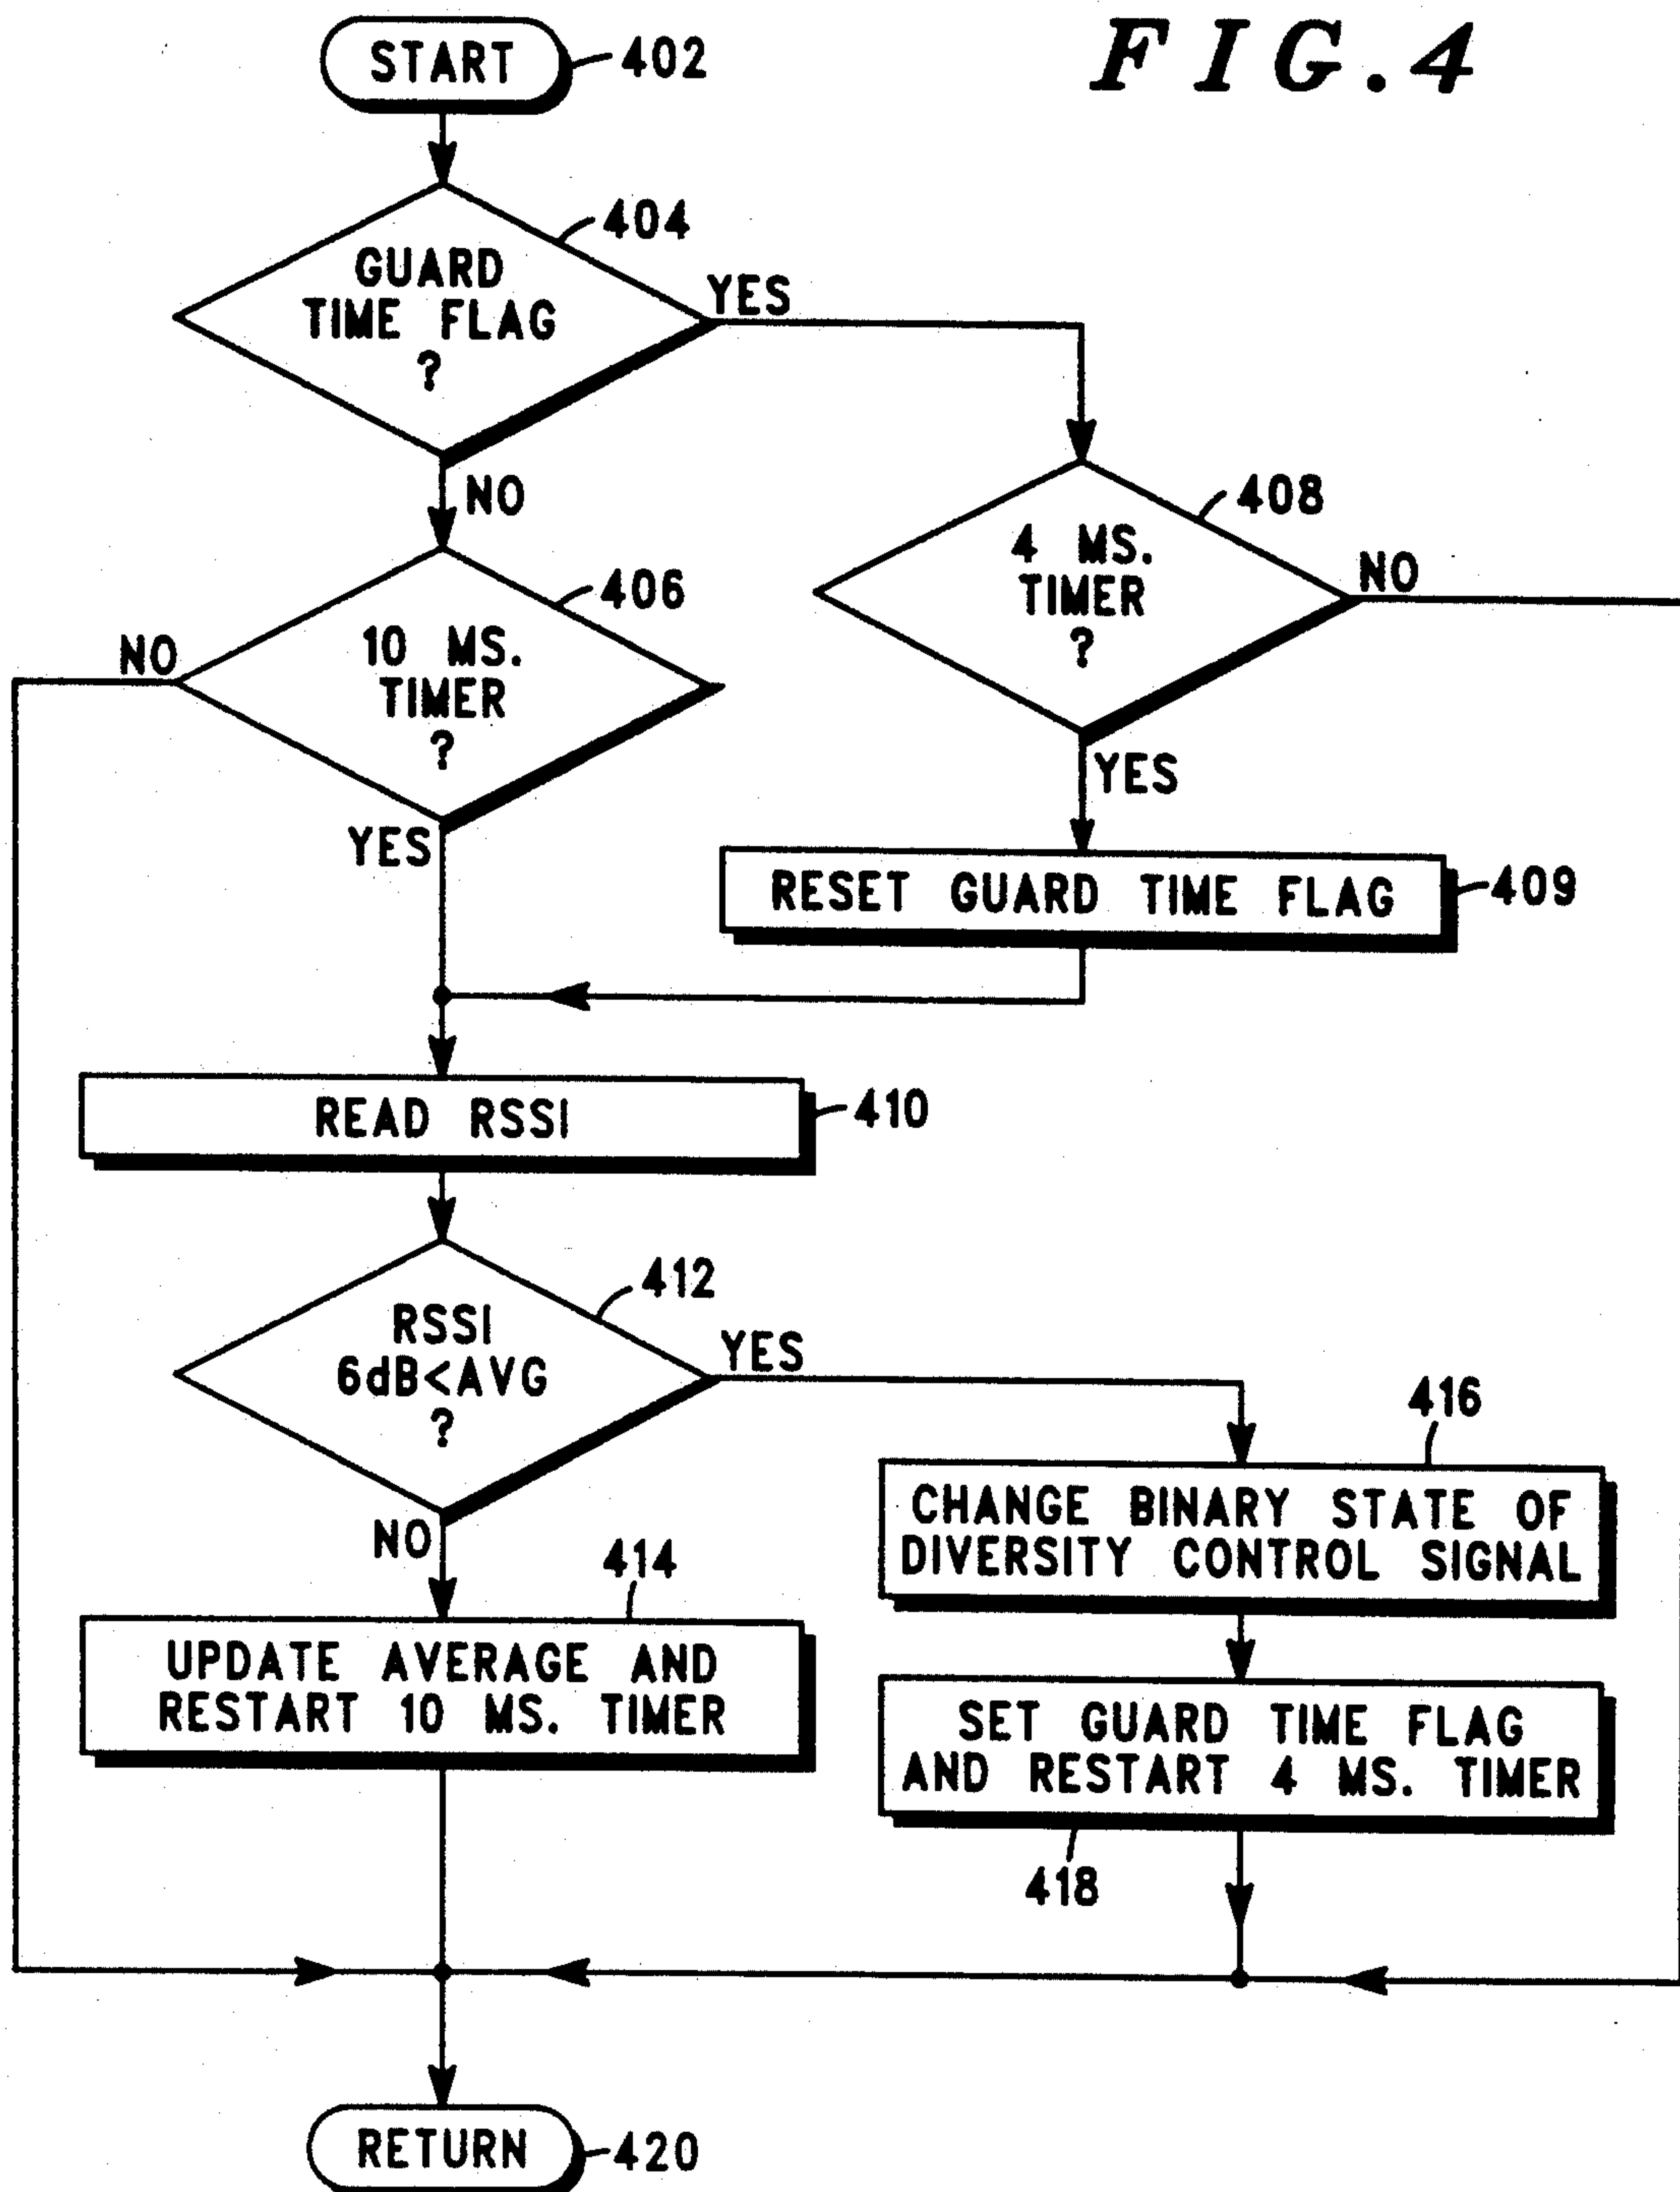 FIG.4
START
402
404
GUARD
TIME FLAG
?
YES
NO
408
4 MS.
TIMER
?
NO
406
10 MS.
TIMER
?
NO
YES
YES
RESET GUARD TIME FLAG
409
READ RSSI
410
412
RSSI
6dB<AVG
?
YES
NO
416
CHANGE BINARY STATE OF
DIVERSITY CONTROL SIGNAL
414
UPDATE AVERAGE AND
RESTART 10 MS. TIMER
SET GUARD TIME FLAG
AND RESTART 4 MS. TIMER
418
RETURN
420